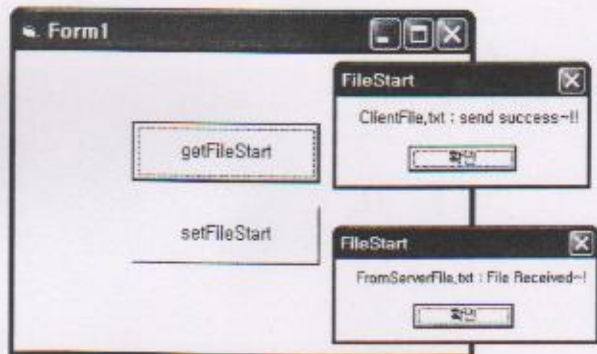 Form1
FileStart
ClientFile,txt : send success~!!
확인
getFileStart
setFileStart
FileStart
FromServerFile,txt : File Received~!
확인